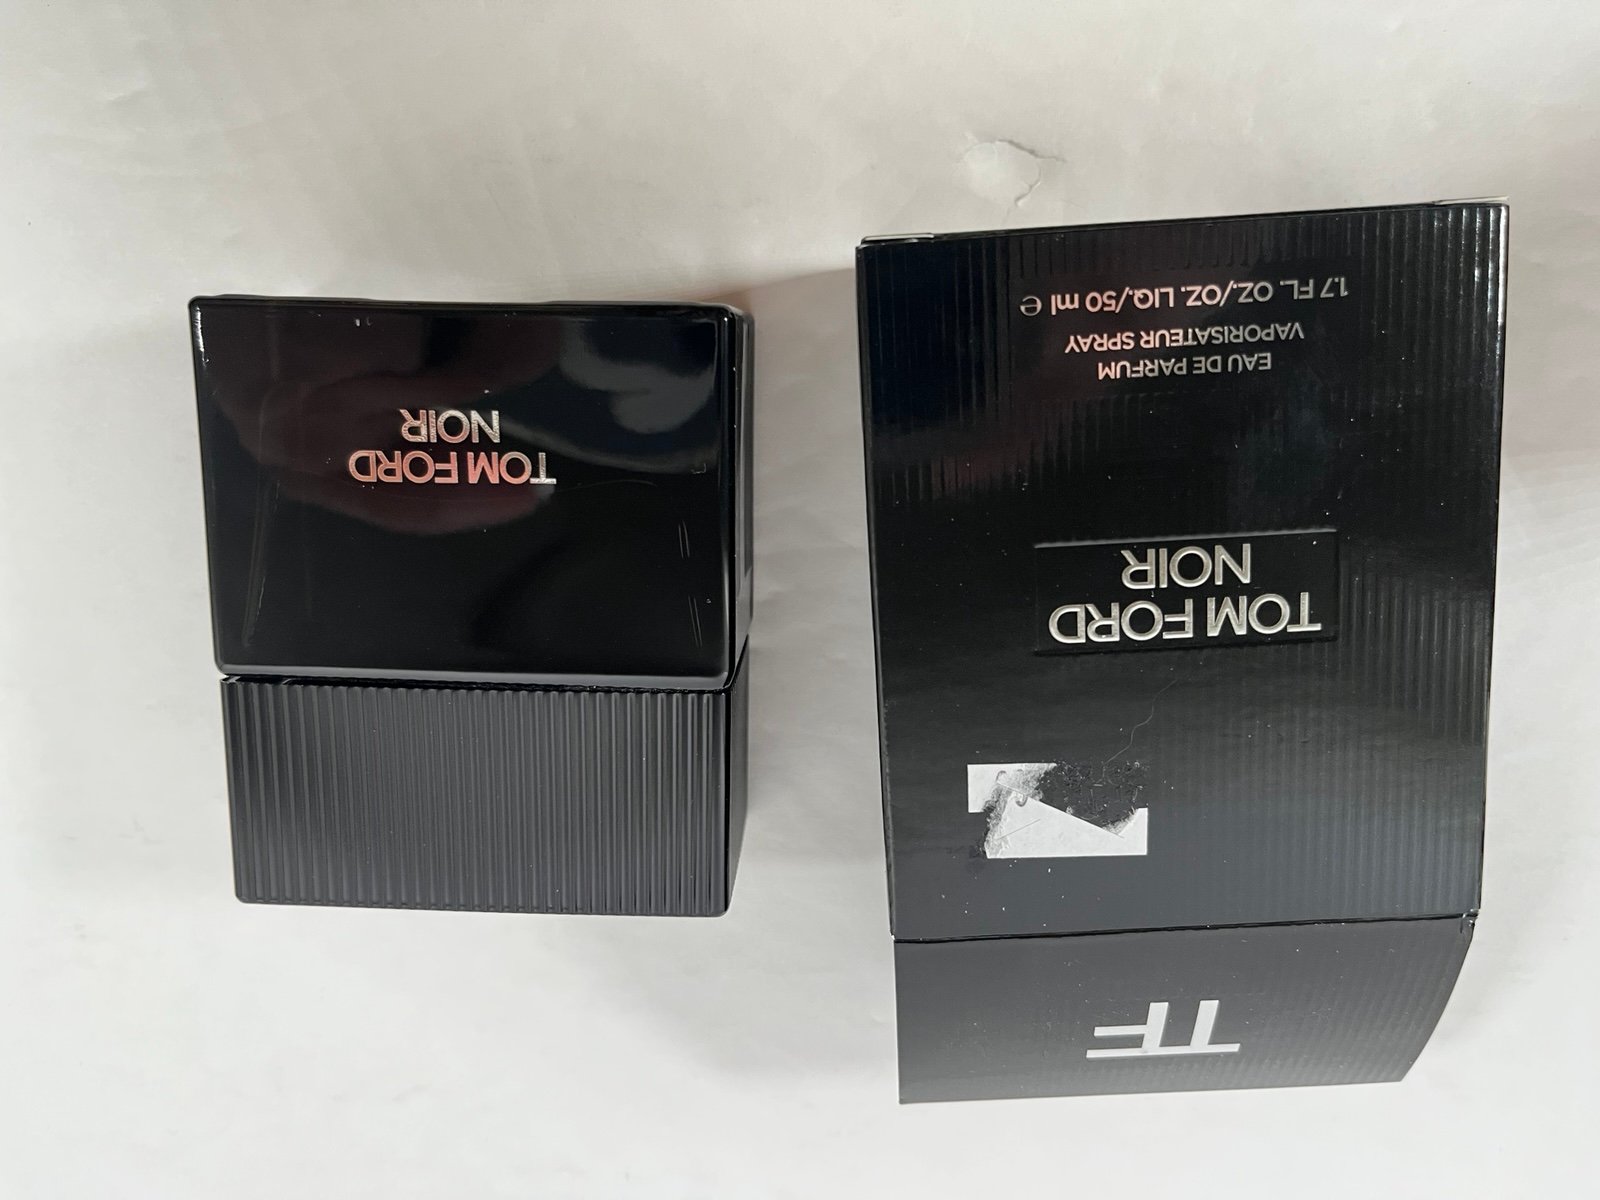 TOM FORD
NOIR
TF
TOM FORD
NOIR
EAU DE PARFUM
VAPORISATEUR SPRAY
1.7 FL. OZ./OZ. LIQ./50 ml e